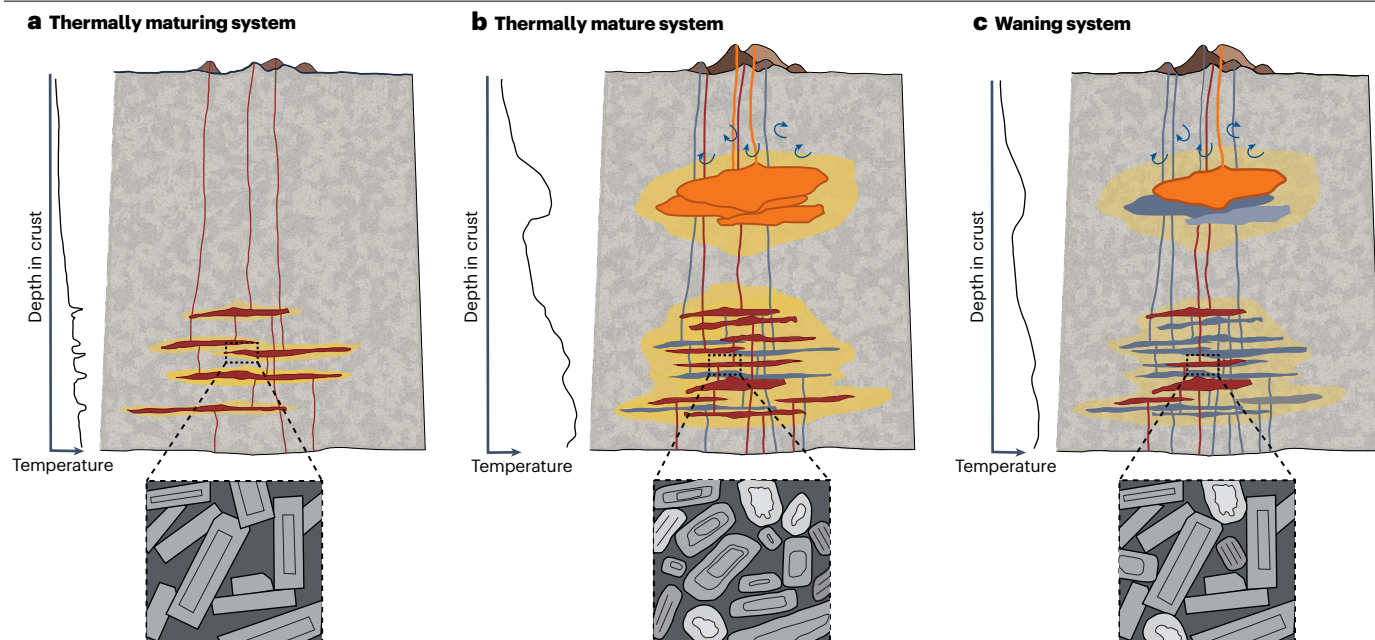 a Thermally maturing system
b Thermally mature system
c Waning system
Depth in crust
Temperature
Depth in crust
Temperature
Depth in crust
Temperature